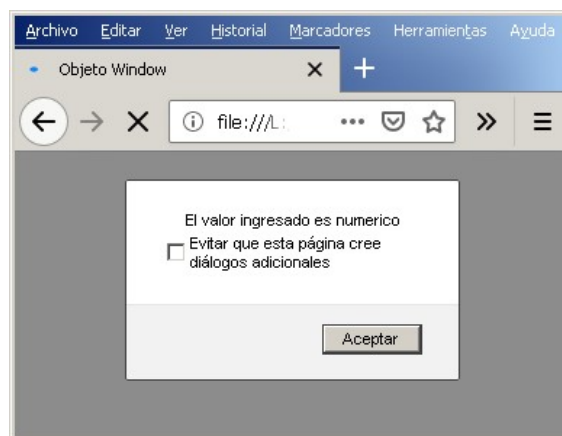 Archivo Editar Ver Historial Marcadores Herramientas Ayuda
Objeto Window
file:///L:
El valor ingresado es numerico
Evitar que esta página cree
diálogos adicionales
Aceptar